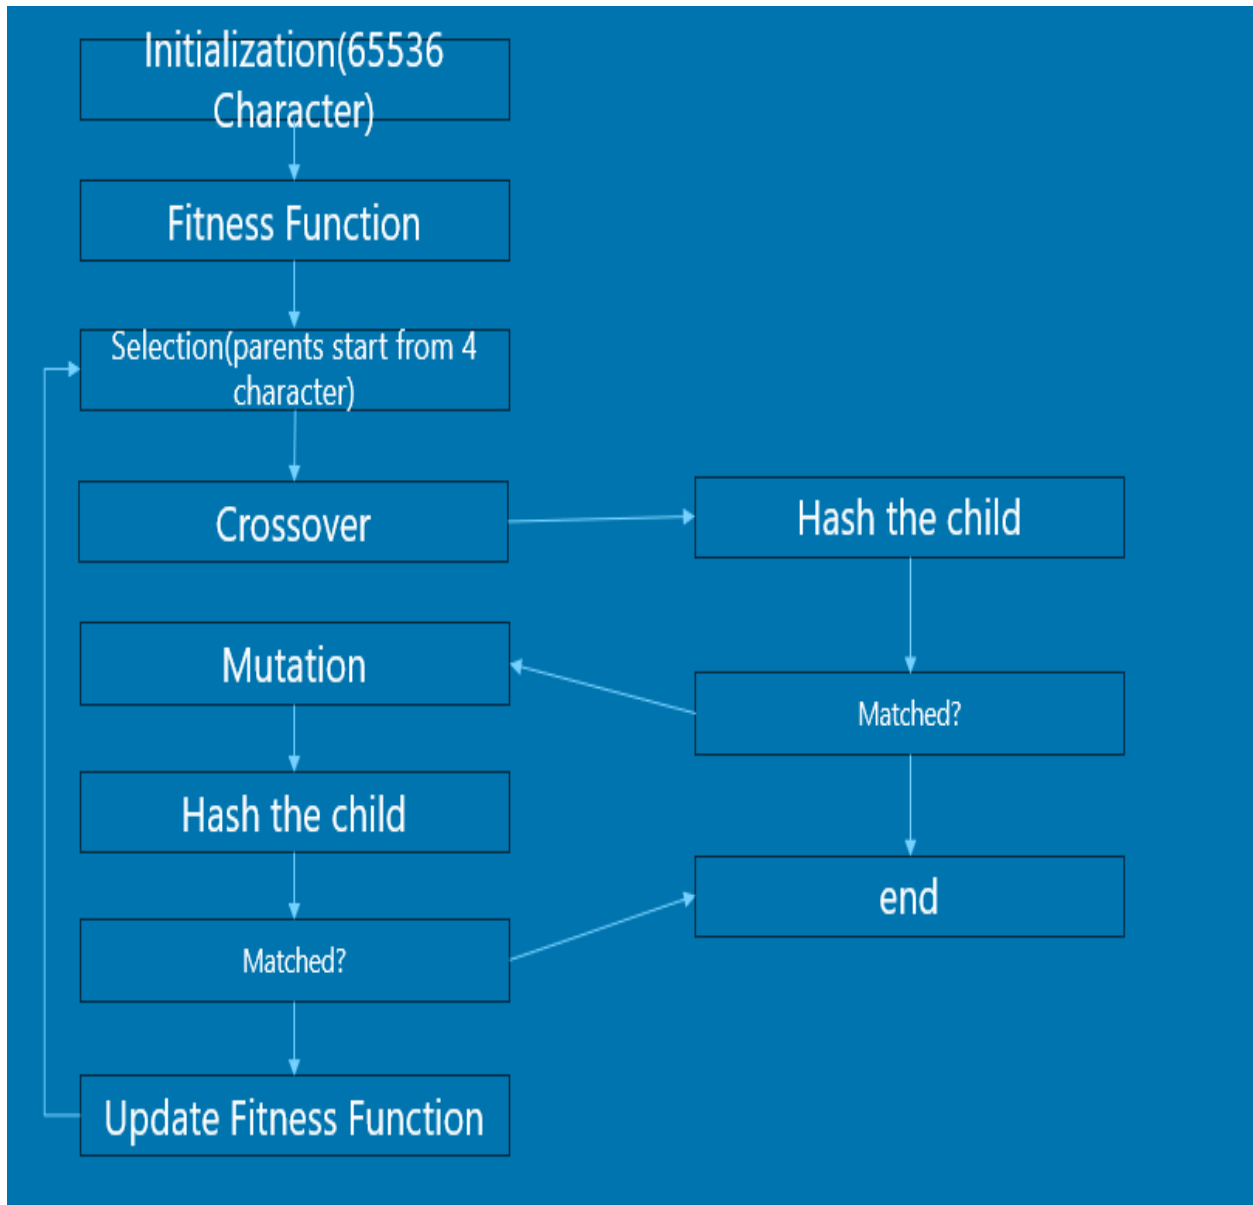 Initialization(65536
Character)
Fitness Function
Selection(parents start from 4
character)
Crossover
Hash the child
Mutation
Matched?
Hash the child
end
Matched?
Update Fitness Function